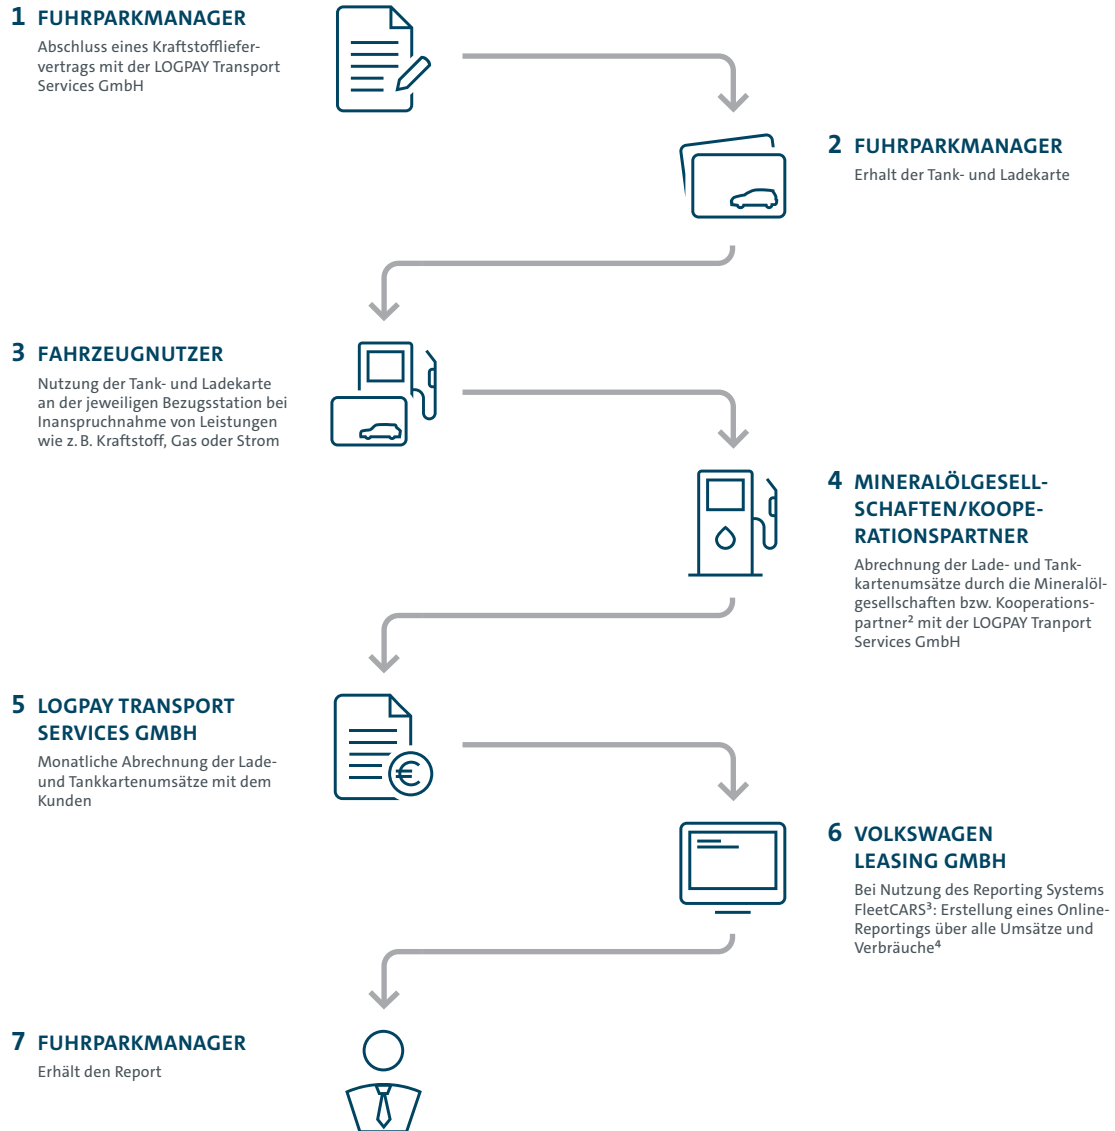 1 FUHRPARKMANAGER
Abschluss eines Kraftstoffliefer-
vertrags mit der LOGPAY Transport
Services GmbH
2 FUHRPARKMANAGER
Erhalt der Tank- und Ladekarte
3 FAHRZEUGNUTZER
Nutzung der Tank- und Ladekarte
an der jeweiligen Bezugsstation bei
Inanspruchnahme von Leistungen
wie z. B. Kraftstoff, Gas oder Strom
4 MINERALÖLGESELL-
SCHAFTEN/KOOPE-
RATIONSPARTNER
Abrechnung der Lade- und Tank-
kartenumsätze durch die Mineralöl-
gesellschaften bzw. Kooperations-
partner² mit der LOGPAY Tranport
Services GmbH
5 LOGPAY TRANSPORT
SERVICES GMBH
Monatliche Abrechnung der Lade-
und Tankkartenumsätze mit dem
Kunden
€
6 VOLKSWAGEN
LEASING GMBH
Bei Nutzung des Reporting Systems
FleetCARS³: Erstellung eines Online-
Reportings über alle Umsätze und
Verbräuche⁴
7 FUHRPARKMANAGER
Erhält den Report